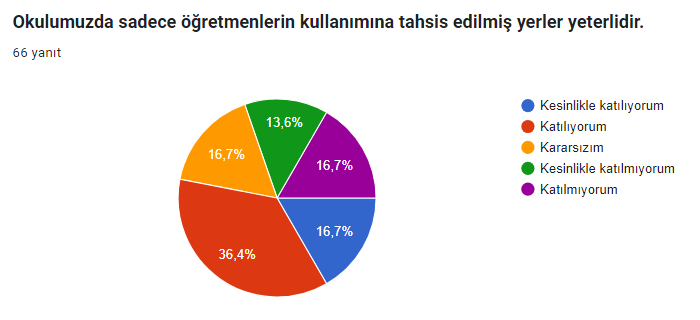 Okulumuzda sadece öğretmenlerin kullanımına tahsis edilmiş yerler yeterlidir.
66 yanıt
Kesinlikle katılıyorum
Katılıyorum
Kararsızım
Kesinlikle katılmıyorum
Katılmıyorum
13,6%
16,7%
16,7%
16,7%
36,4%